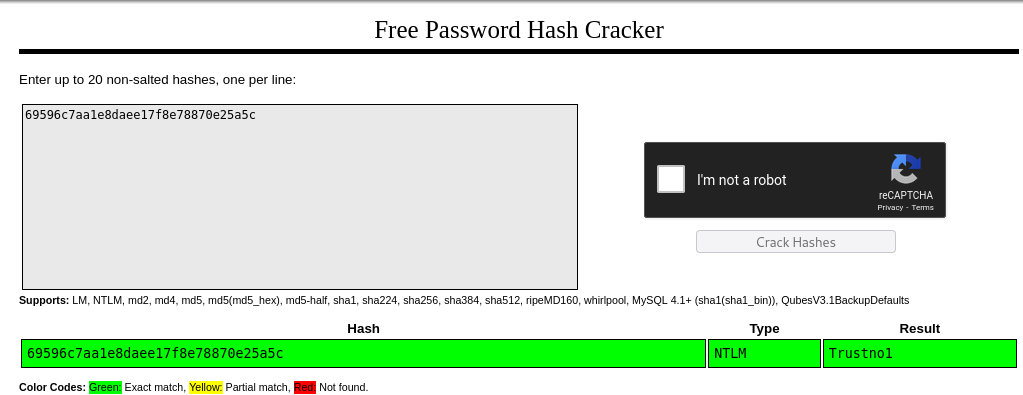 Free Password Hash Cracker
Enter up to 20 non-salted hashes, one per line:
69596c7aa1e8daee17f8e78870e25a5c
I'm not a robot
reCAPTCHA
Privacy - Terms
Crack Hashes
Supports: LM, NTLM, md2, md4, md5, md5(md5_hex), md5-half, sha1, sha224, sha256, sha384, sha512, ripeMD160, whirlpool, MySQL 4.1+ (sha1(sha1_bin)), QubesV3.1BackupDefaults
Hash Type Result
69596c7aa1e8daee17f8e78870e25a5c NTLM Trustno1
Color Codes: Green: Exact match, Yellow: Partial match, Red: Not found.